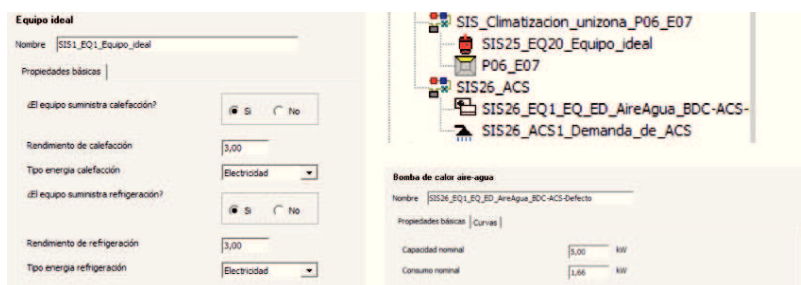 Equipo ideal
Nombre SIS1_EQ1_Equipo_ideal
Propiedades básicas
¿El equipo suministra calefacción?
Si No
Rendimiento de calefacción 3,00
Tipo energia calefacción Electricidad
¿El equipo suministra refrigeración?
Si No
Rendimiento de refrigeración 3,00
Tipo energia refrigeración Electricidad
SIS_Climatizacion_unizona_P06_E07
SIS25_EQ20_Equipo_ideal
P06_E07
SIS26_ACS
SIS26_EQ1_EQ_ED_AireAgua_BDC-ACS-
SIS26_ACS1_Demanda_de_ACS
Bomba de calor aire-agua
Nombre SIS26_EQ1_EQ_ED_AireAgua_BDC-ACS-Defecto
Propiedades básicas Curvas
Capacidad nominal 5,00 kW
Consumo nominal 1,66 kW